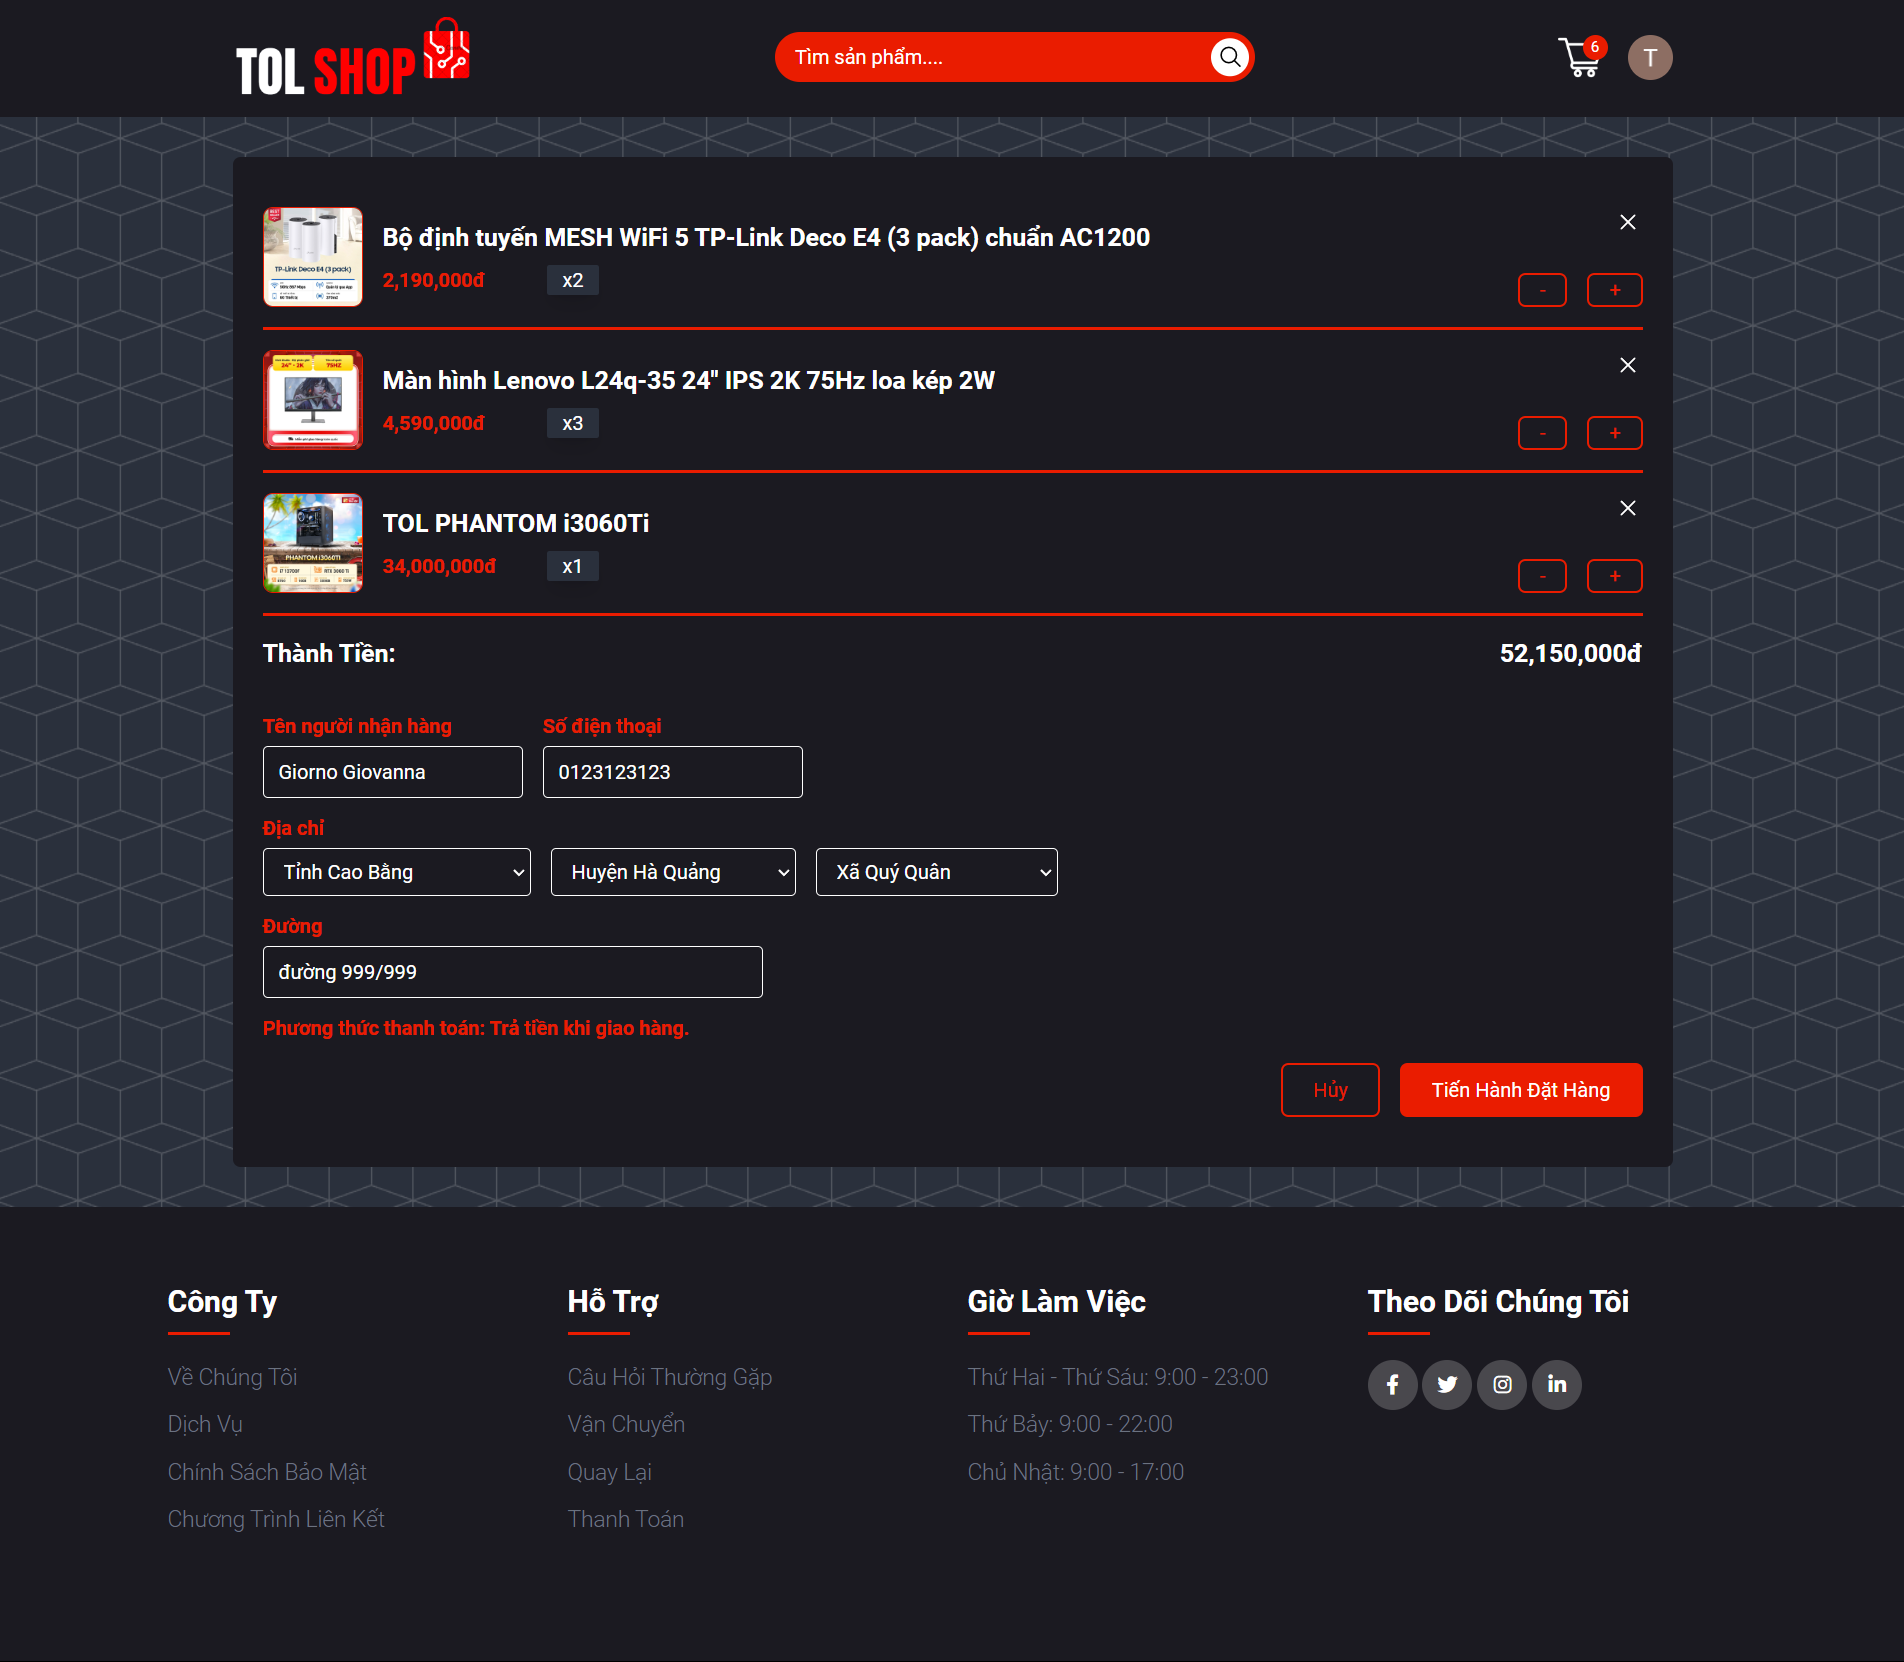 TOL SHOP
Tìm sản phẩm....
6
T
Bộ định tuyến MESH WiFi 5 TP-Link Deco E4 (3 pack) chuẩn AC1200
TP-Link Deco E4 (3 pack)
2,190,000đ
x2
-
+
Màn hình Lenovo L24q-35 24" IPS 2K 75Hz loa kép 2W
24" - 2K
75HZ
4,590,000đ
x3
-
+
TOL PHANTOM i3060Ti
PHANTOM i3060Ti
34,000,000đ
x1
-
+
Thành Tiền:
52,150,000đ
Tên người nhận hàng
Số điện thoại
Giorno Giovanna
0123123123
Địa chỉ
Tỉnh Cao Bằng
Huyện Hà Quảng
Xã Quý Quân
Đường
đường 999/999
Phương thức thanh toán: Trả tiền khi giao hàng.
Hủy
Tiến Hành Đặt Hàng
Công Ty
Về Chúng Tôi
Dịch Vụ
Chính Sách Bảo Mật
Chương Trình Liên Kết
Hỗ Trợ
Câu Hỏi Thường Gặp
Vận Chuyển
Quay Lại
Thanh Toán
Giờ Làm Việc
Thứ Hai - Thứ Sáu: 9:00 - 23:00
Thứ Bảy: 9:00 - 22:00
Chủ Nhật: 9:00 - 17:00
Theo Dõi Chúng Tôi